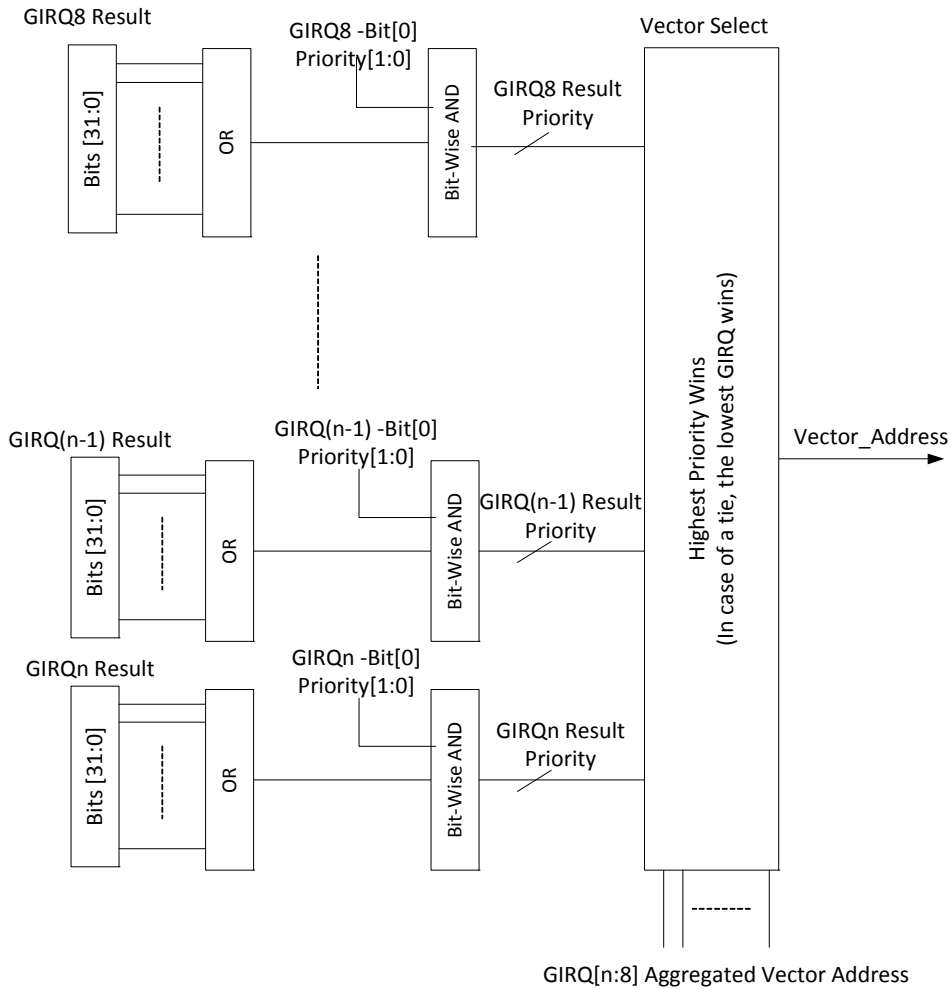 GIRQ8 Result
GIRQ8 -Bit[0]
Priority[1:0]
Vector Select
Bits [31:0]
OR
Bit-Wise AND
GIRQ8 Result
Priority
GIRQ(n-1) Result
GIRQ(n-1) -Bit[0]
Priority[1:0]
Bits [31:0]
OR
Bit-Wise AND
GIRQ(n-1) Result
Priority
Highest Priority Wins
(In case of a tie, the lowest GIRQ wins)
Vector_Address
GIRQn Result
GIRQn -Bit[0]
Priority[1:0]
Bits [31:0]
OR
Bit-Wise AND
GIRQn Result
Priority
GIRQ[n:8] Aggregated Vector Address